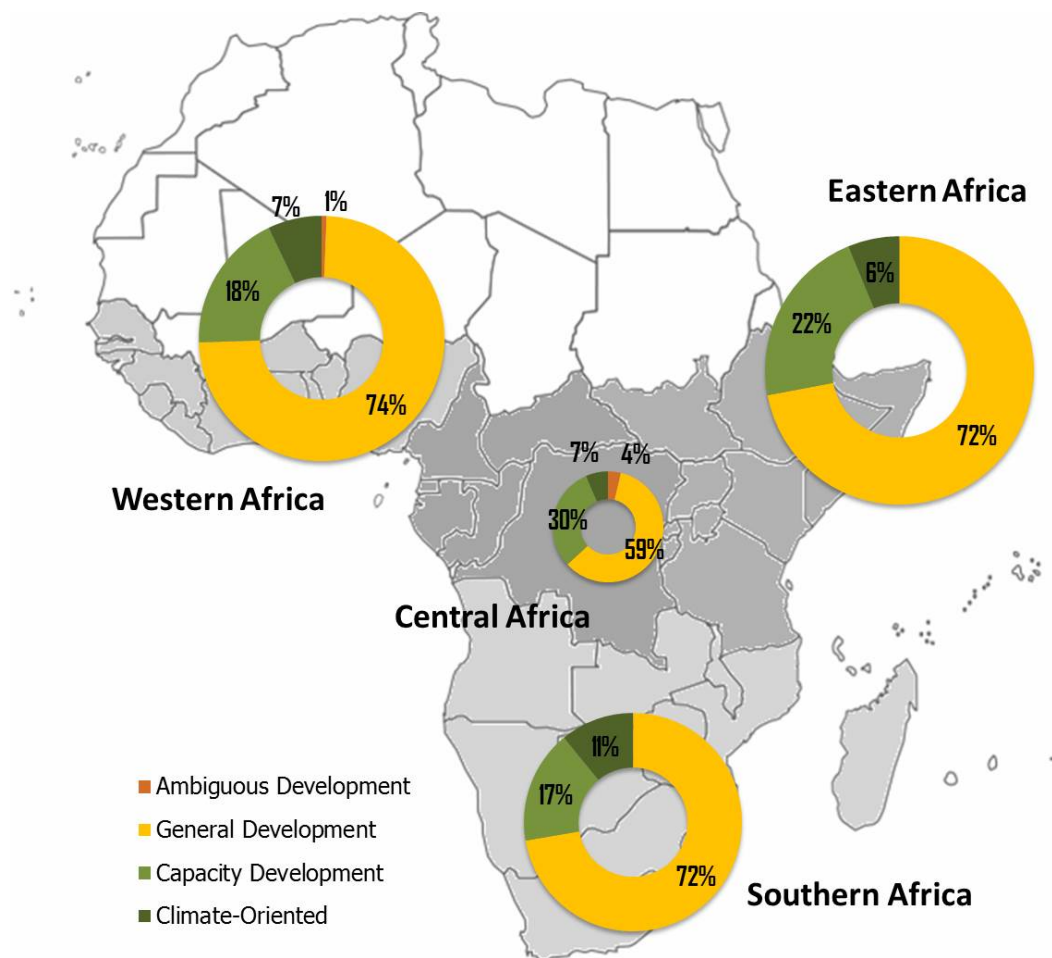 Eastern Africa
7%
1%
18%
74%
6%
22%
72%
Western Africa
7%
4%
30%
59%
Central Africa
11%
17%
72%
Southern Africa
Ambiguous Development
General Development
Capacity Development
Climate-Oriented